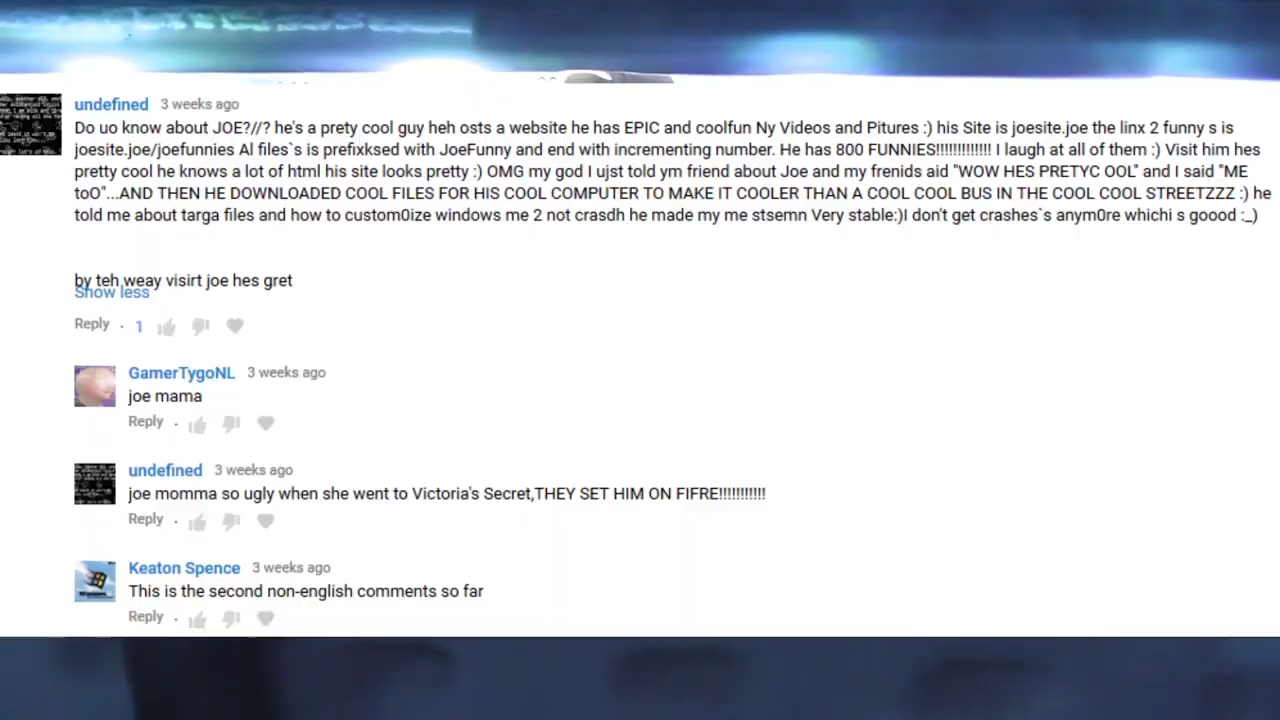 undefined 3 weeks ago
Do uo know about JOE?//? he's a prety cool guy heh osts a website he has EPIC and coolfun Ny Videos and Pitures :) his Site is joesite.joe the linx 2 funny s is
joesite.joe/joefunnies Al files`s is prefixksed with JoeFunny and end with incrementing number. He has 800 FUNNIES!!!!!!!!!!!!! I laugh at all of them :) Visit him hes
pretty cool he knows a lot of html his site looks pretty :) OMG my god I ujst told ym friend about Joe and my frenids aid "WOW HES PRETYC OOL" and I said "ME
toO"...AND THEN HE DOWNLOADED COOL FILES FOR HIS COOL COMPUTER TO MAKE IT COOLER THAN A COOL COOL BUS IN THE COOL COOL STREETZZZ :) he
told me about targa files and how to custom0ize windows me 2 not crasdh he made my me stsemn Very stable:)I don't get crashes`s anym0re whichi s goood :_)
by teh weay visirt joe hes gret
Show less
Reply . 1
GamerTygoNL 3 weeks ago
joe mama
Reply .
undefined 3 weeks ago
joe momma so ugly when she went to Victoria's Secret,THEY SET HIM ON FIFRE!!!!!!!!!!!
Reply .
Keaton Spence 3 weeks ago
This is the second non-english comments so far
Reply .